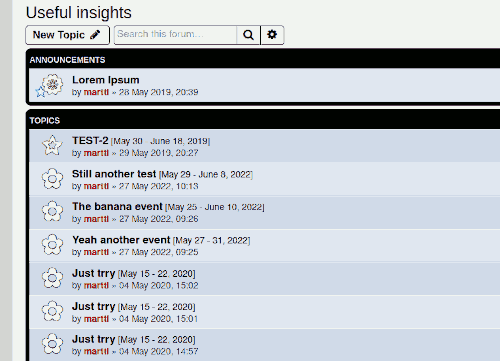 Useful insights
New Topic Search this forum...
ANNOUNCEMENTS
Lorem Ipsum
by martti » 28 May 2019, 20:39
TOPICS
TEST-2 [May 30 - June 18, 2019]
by martti » 29 May 2019, 20:27
Still another test [May 29 - June 8, 2022]
by martti » 27 May 2022, 10:13
The banana event [May 25 - June 10, 2022]
by martti » 27 May 2022, 09:26
Yeah another event [May 27 - 31, 2022]
by martti » 27 May 2022, 09:25
Just trry [May 15 - 22, 2020]
by martti » 04 May 2020, 15:02
Just trry [May 15 - 22, 2020]
by martti » 04 May 2020, 15:01
Just trry [May 15 - 22, 2020]
by martti » 04 May 2020, 14:57